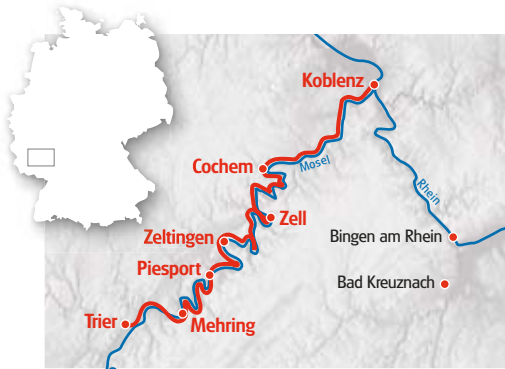 Koblenz
Mosel
Cochem
Rhein
Zell
Zeltingen
Bingen am Rhein
Piesport
Bad Kreuznach
Trier
Mehring